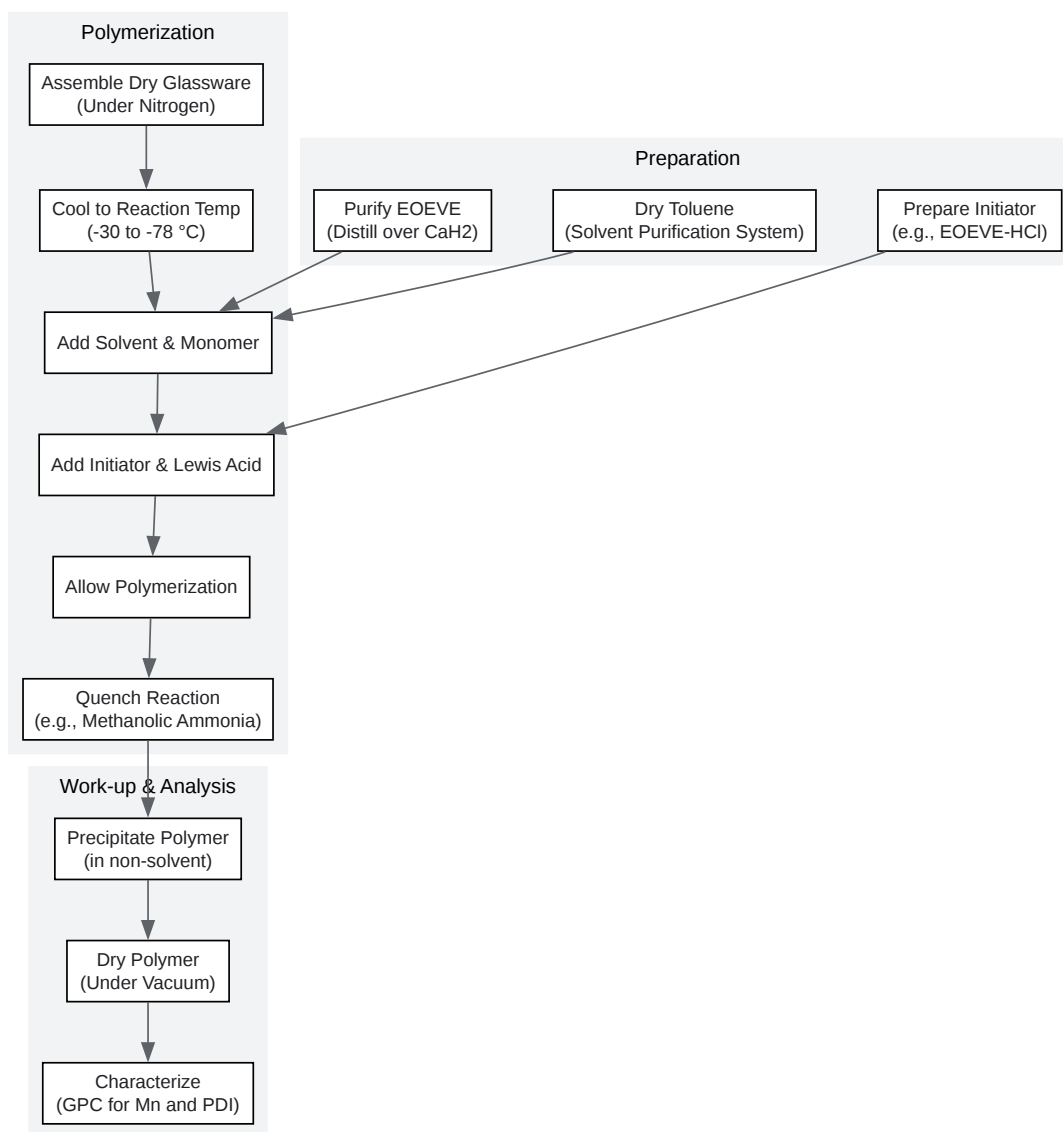 Polymerization
Assemble Dry Glassware
(Under Nitrogen)
Preparation
Cool to Reaction Temp
(-30 to -78 °C)
Purify EOEVE
(Distill over CaH2)
Dry Toluene
(Solvent Purification System)
Prepare Initiator
(e.g., EOEVE-HCl)
Add Solvent & Monomer
Add Initiator & Lewis Acid
Allow Polymerization
Quench Reaction
(e.g., Methanolic Ammonia)
Work-up & Analysis
Precipitate Polymer
(in non-solvent)
Dry Polymer
(Under Vacuum)
Characterize
(GPC for Mn and PDI)